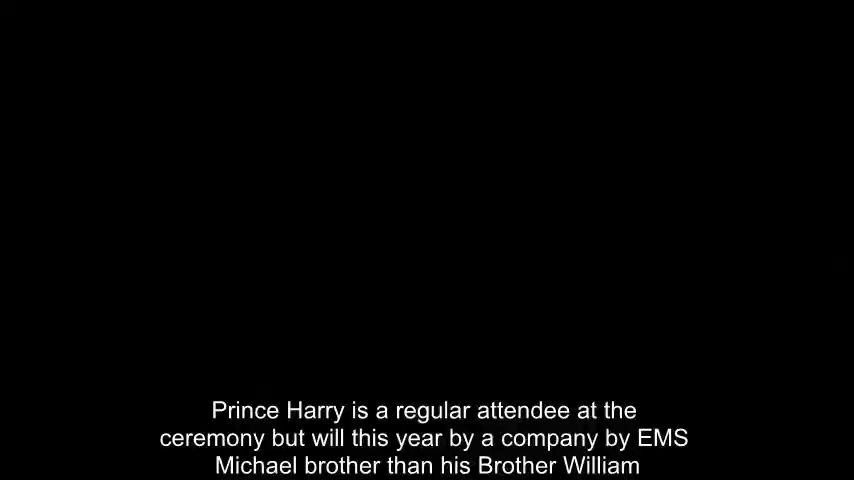 Prince Harry is a regular attendee at the
ceremony but will this year by a company by EMS
Michael brother than his Brother William